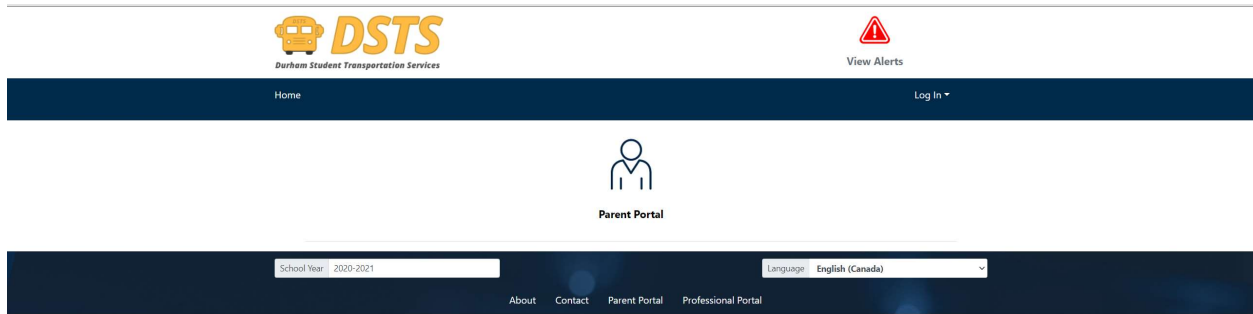 DSTS
DSTS
Durham Student Transportation Services
View Alerts
Home
Log In
Parent Portal
School Year 2020-2021
Language English (Canada)
About Contact Parent Portal Professional Portal